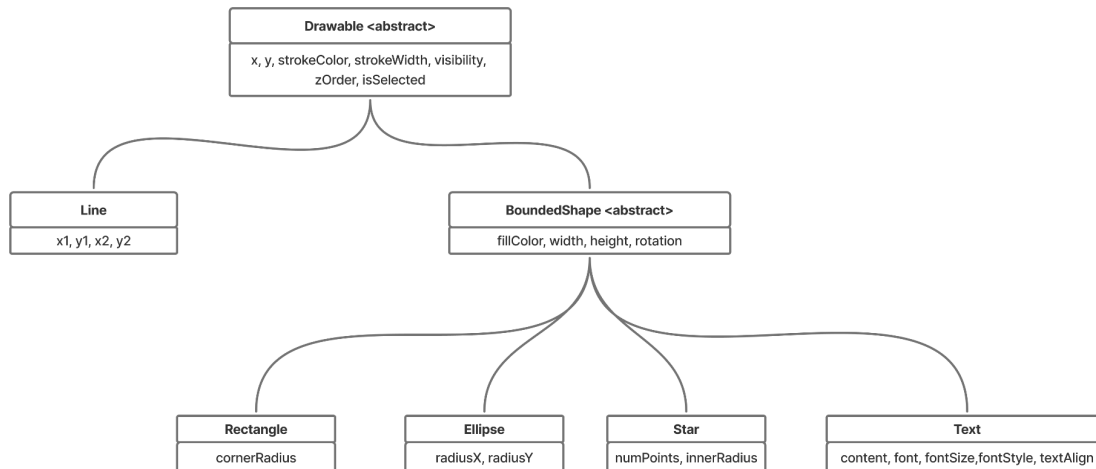 Drawable <abstract>
x, y, strokeColor, strokeWidth, visibility,
zOrder, isSelected
Line
x1, y1, x2, y2
BoundedShape <abstract>
fillColor, width, height, rotation
Rectangle
cornerRadius
Ellipse
radiusX, radiusY
Star
numPoints, innerRadius
Text
content, font, fontSize,fontStyle, textAlign